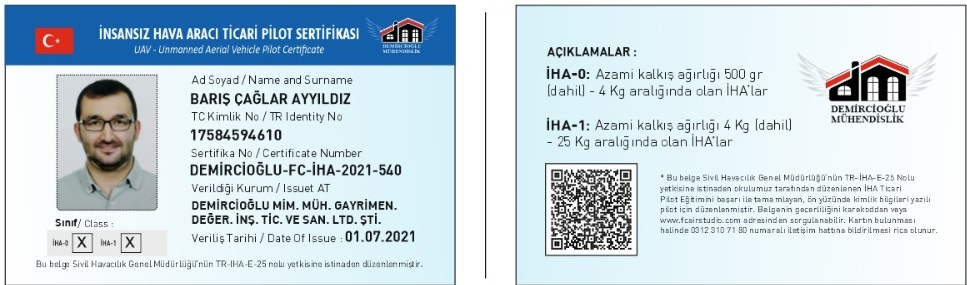 İNSANSIZ HAVA ARACI TİCARİ PİLOT SERTİFİKASI
UAV - Unmanned Aerial Vehicle Pilot Certificate
DEMİRCİOĞLU
MÜHENDİSLİK
Ad Soyad / Name and Surname
BARIŞ ÇAĞLAR AYYILDIZ
TC Kimlik No / TR Identity No
17584594610
Sertifika No / Certificate Number
DEMİRCİOĞLU-FC-İHA-2021-540
Verildiği Kurum / Issuet AT
DEMİRCİOĞLU MİM. MÜH. GAYRİMEN.
DEĞER. İNŞ. TİC. VE SAN. LTD. ŞTİ.
Veriliş Tarihi / Date Of Issue : 01.07.2021
Sınıf/ Class :
İHA-0 X İHA-1 X
Bu belge Sivil Havacılık Genel Müdürlüğü'nün TR-IHA-E-25 nolu yetkisine istinaden düzenlenmiştir.
AÇIKLAMALAR :
İHA-0: Azami kalkış ağırlığı 500 gr
(dahil) - 4 Kg aralığında olan İHA'lar
İHA-1: Azami kalkış ağırlığı 4 Kg (dahil)
- 25 Kg aralığında olan İHA'lar
dm
DEMİRCİOĞLU
MÜHENDİSLİK
* Bu belge Sivil Havacılık Genel Müdürlüğü'nün TR-İHA-E-25 Nolu
yetkisine istinaden okulumuz tarafından düzenlenen İHA Ticari
Pilot Eğitimini başarı ile tamamlayan, ön yüzünde kimlik bilgileri yazılı
pilot için düzenlenmiştir. Belgenin geçerliliğini karekoddan veya
www.fcairstudio.com adresinden sorgulanabilir. Kartın bulunması
halinde 0312 310 71 80 numaralı iletişim hattına bildirilmesi rica olunur.